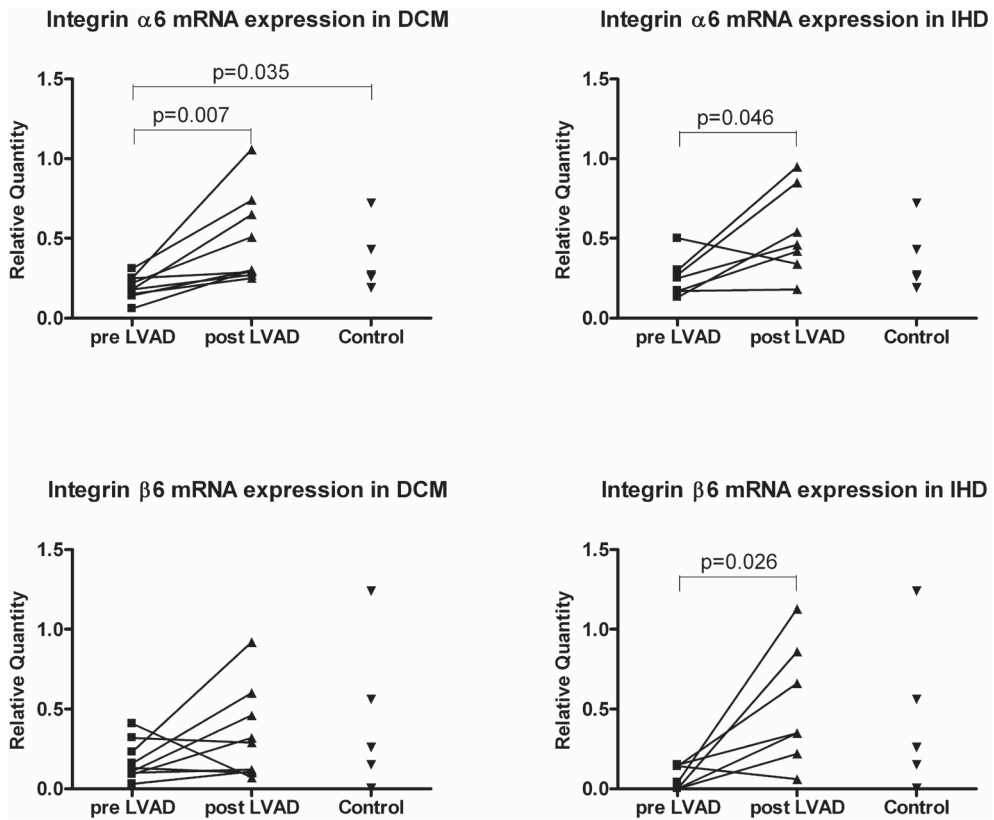 Integrin α6 mRNA expression in DCM
p=0.035
p=0.007
1.5
1.0
0.5
0.0
Relative Quantity
pre LVAD post LVAD Control
Integrin α6 mRNA expression in IHD
p=0.046
1.5
1.0
0.5
0.0
Relative Quantity
pre LVAD post LVAD Control
Integrin β6 mRNA expression in DCM
1.5
1.0
0.5
0.0
Relative Quantity
pre LVAD post LVAD Control
Integrin β6 mRNA expression in IHD
p=0.026
1.5
1.0
0.5
0.0
Relative Quantity
pre LVAD post LVAD Control